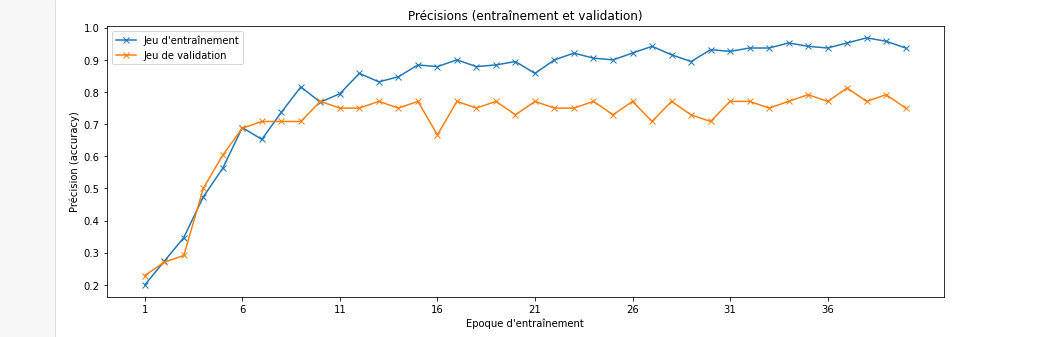 Précisions (entraînement et validation)
Jeu d'entraînement
Jeu de validation
Précision (accuracy)
1.0
0.9
0.8
0.7
0.6
0.5
0.4
0.3
0.2
1 6 11 16 21 26 31 36
Epoque d'entraînement